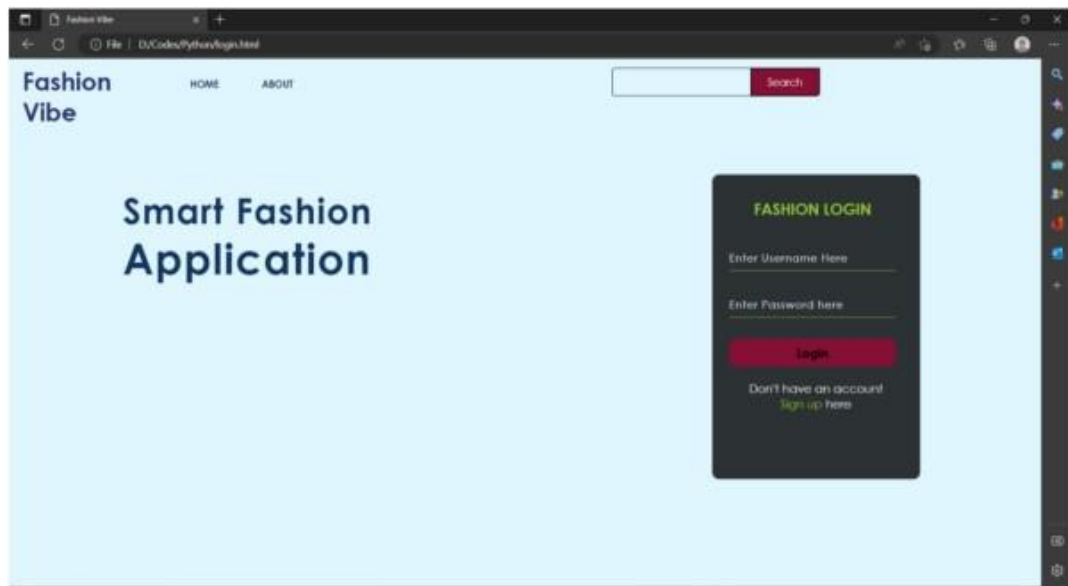 Fashion Vibe
File | D:/Codes/Python/login.html
Fashion
Vibe
HOME ABOUT
Search
Smart Fashion
Application
FASHION LOGIN
Enter Username Here
Enter Password here
Login
Don't have an account
Sign up here